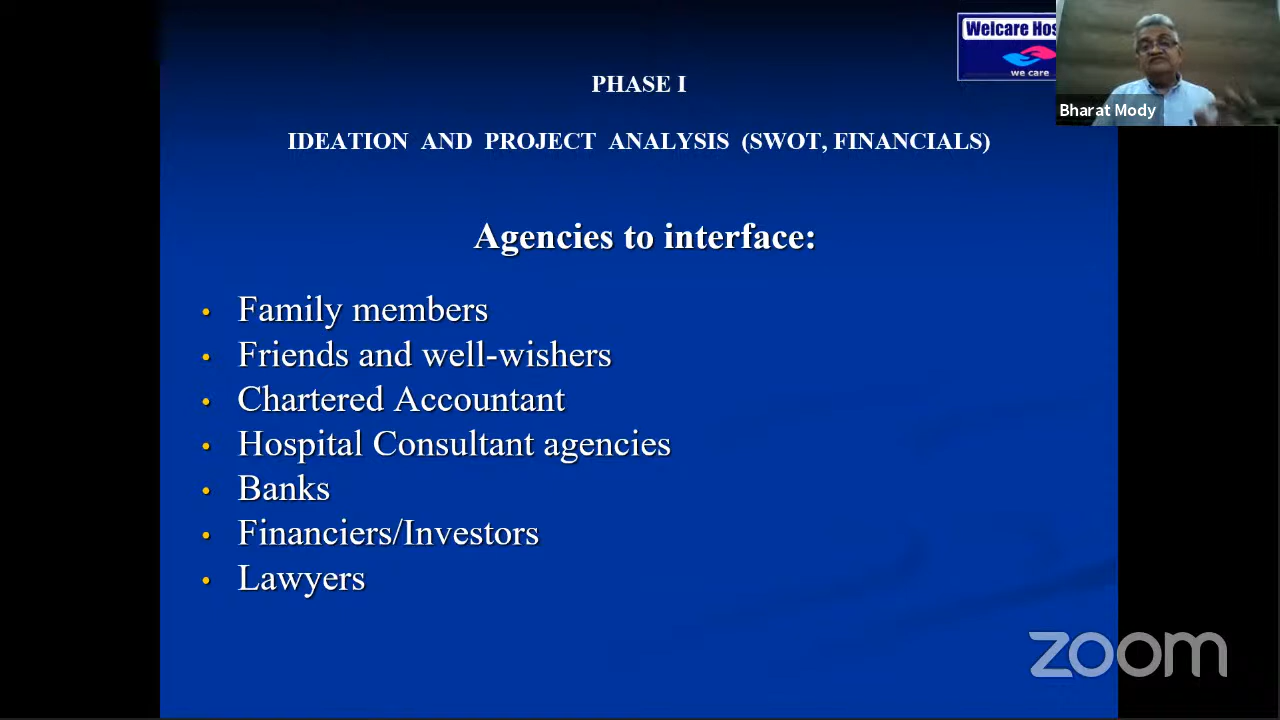 Welcare Hos
we care
Bharat Mody
PHASE I
IDEATION AND PROJECT ANALYSIS (SWOT, FINANCIALS)
Agencies to interface:
• Family members
• Friends and well-wishers
• Chartered Accountant
• Hospital Consultant agencies
• Banks
• Financiers/Investors
• Lawyers
zoom